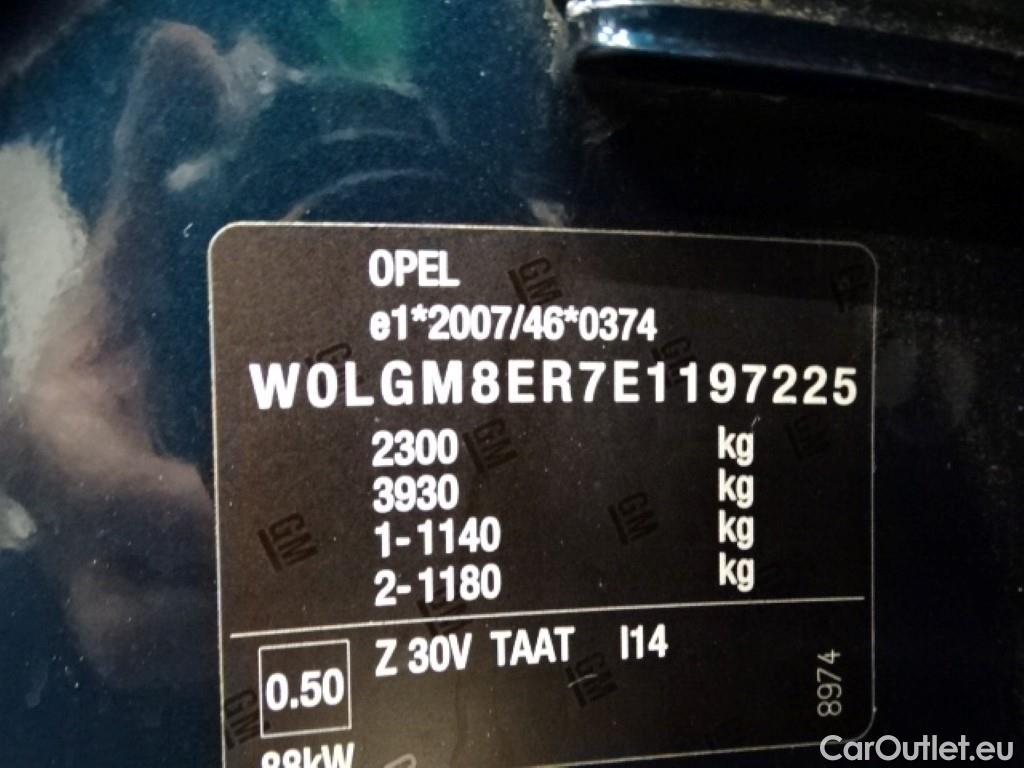 OPEL
e1*2007/46*0374
W0LGM8ER7E1197225
2300 kg
3930 kg
1-1140 kg
2-1180 kg
Z 30V TAAT I14
0.50
8974
88kW
CarOutlet.eu